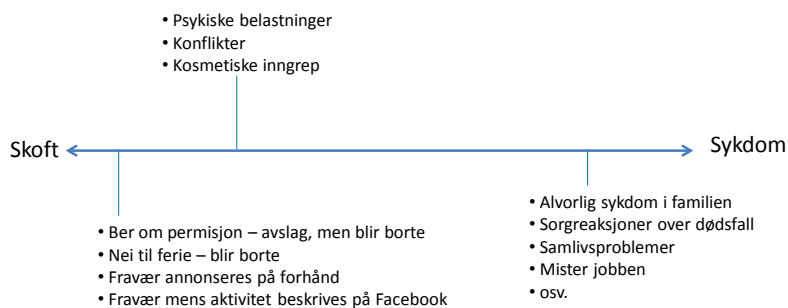 • Psykiske belastninger
• Konflikter
• Kosmetiske inngrep
Skoft
Sykdom
• Ber om permisjon – avslag, men blir borte
• Nei til ferie – blir borte
• Fravær annonseres på forhånd
• Fravær mens aktivitet beskrives på Facebook
• Alvorlig sykdom i familien
• Sorgreaksjoner over dødsfall
• Samlivsproblemer
• Mister jobben
• osv.